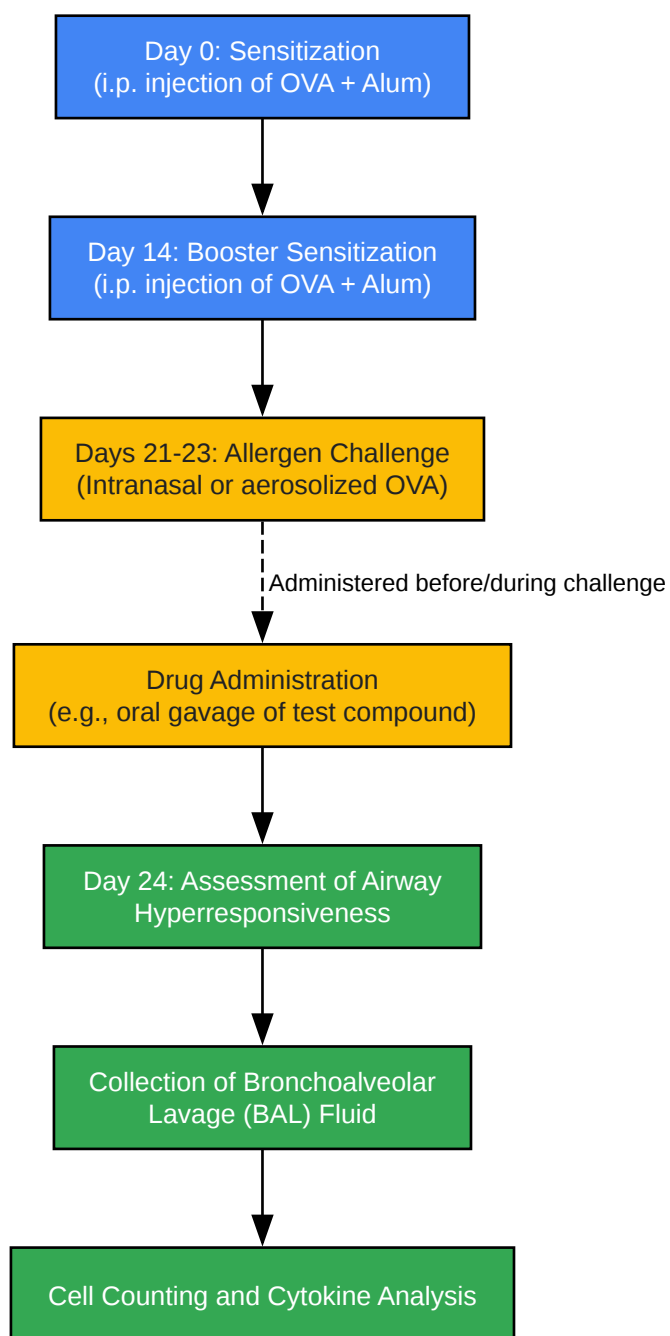 Day 0: Sensitization
(i.p. injection of OVA + Alum)
Day 14: Booster Sensitization
(i.p. injection of OVA + Alum)
Days 21-23: Allergen Challenge
(Intranasal or aerosolized OVA)
Administered before/during challenge
Drug Administration
(e.g., oral gavage of test compound)
Day 24: Assessment of Airway
Hyperresponsiveness
Collection of Bronchoalveolar
Lavage (BAL) Fluid
Cell Counting and Cytokine Analysis